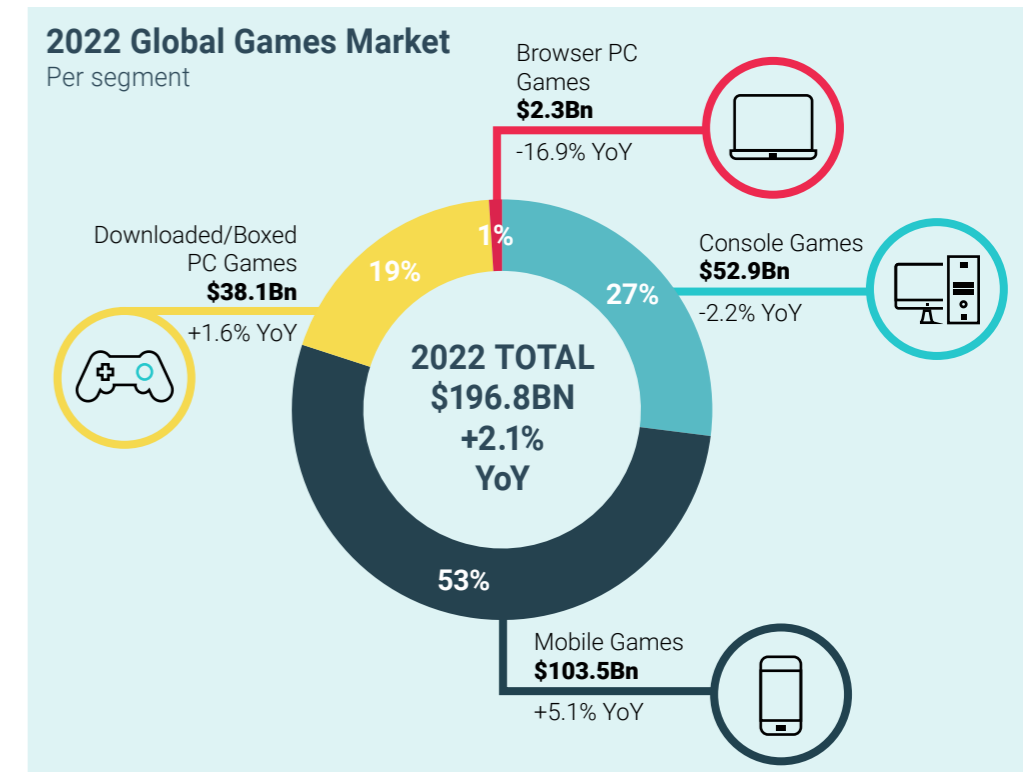 2022 Global Games Market
Per segment
Browser PC
Games
$2.3Bn
-16.9% YoY
Downloaded/Boxed
PC Games
$38.1Bn
+1.6% YoY
1%
19%
27%
Console Games
$52.9Bn
-2.2% YoY
2022 TOTAL
$196.8BN
+2.1%
YoY
53%
Mobile Games
$103.5Bn
+5.1% YoY